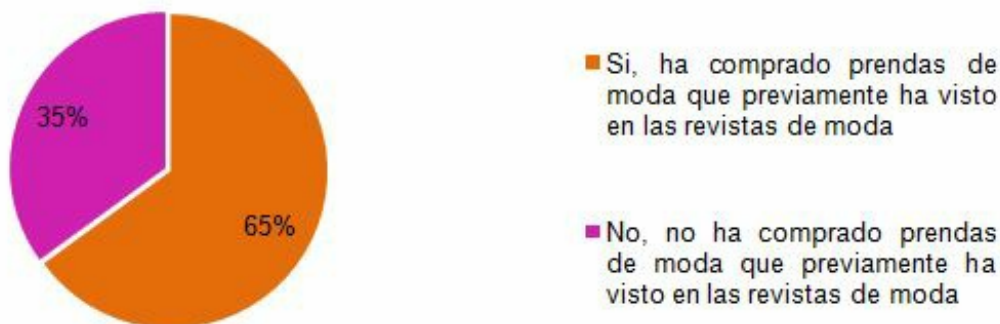 35%
65%
Si, ha comprado prendas de
moda que previamente ha visto
en las revistas de moda
No, no ha comprado prendas
de moda que previamente ha
visto en las revistas de moda